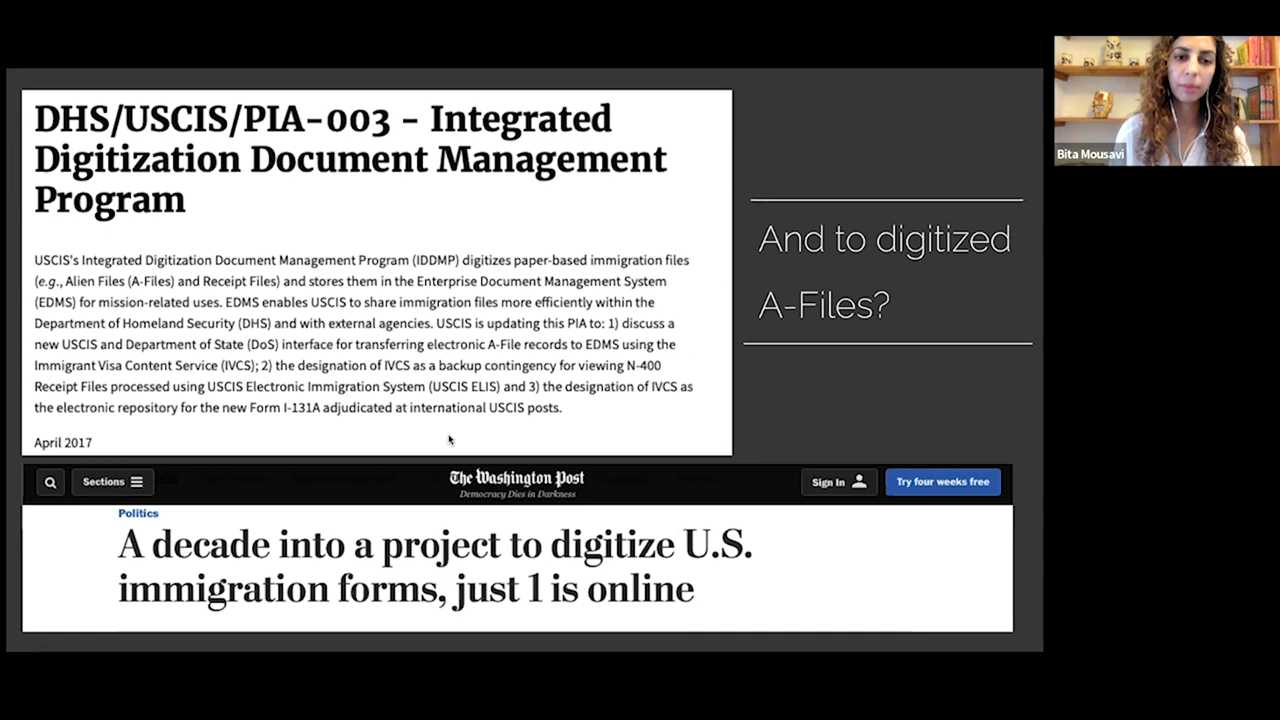 DHS/USCIS/PIA-003 - Integrated
Digitization Document Management
Program
USCIS's Integrated Digitization Document Management Program (IDDMP) digitizes paper-based immigration files
(e.g., Alien Files (A-Files) and Receipt Files) and stores them in the Enterprise Document Management System
(EDMS) for mission-related uses. EDMS enables USCIS to share immigration files more efficiently within the
Department of Homeland Security (DHS) and with external agencies. USCIS is updating this PIA to: 1) discuss a
new USCIS and Department of State (DoS) interface for transferring electronic A-File records to EDMS using the
Immigrant Visa Content Service (IVCS); 2) the designation of IVCS as a backup contingency for viewing N-400
Receipt Files processed using USCIS Electronic Immigration System (USCIS ELIS) and 3) the designation of IVCS as
the electronic repository for the new Form I-131A adjudicated at international USCIS posts.
April 2017
And to digitized
A-Files?
Bita Mousavi
Sections
The Washington Post
Democracy Dies in Darkness
Sign In
Try four weeks free
Politics
A decade into a project to digitize U.S.
immigration forms, just 1 is online